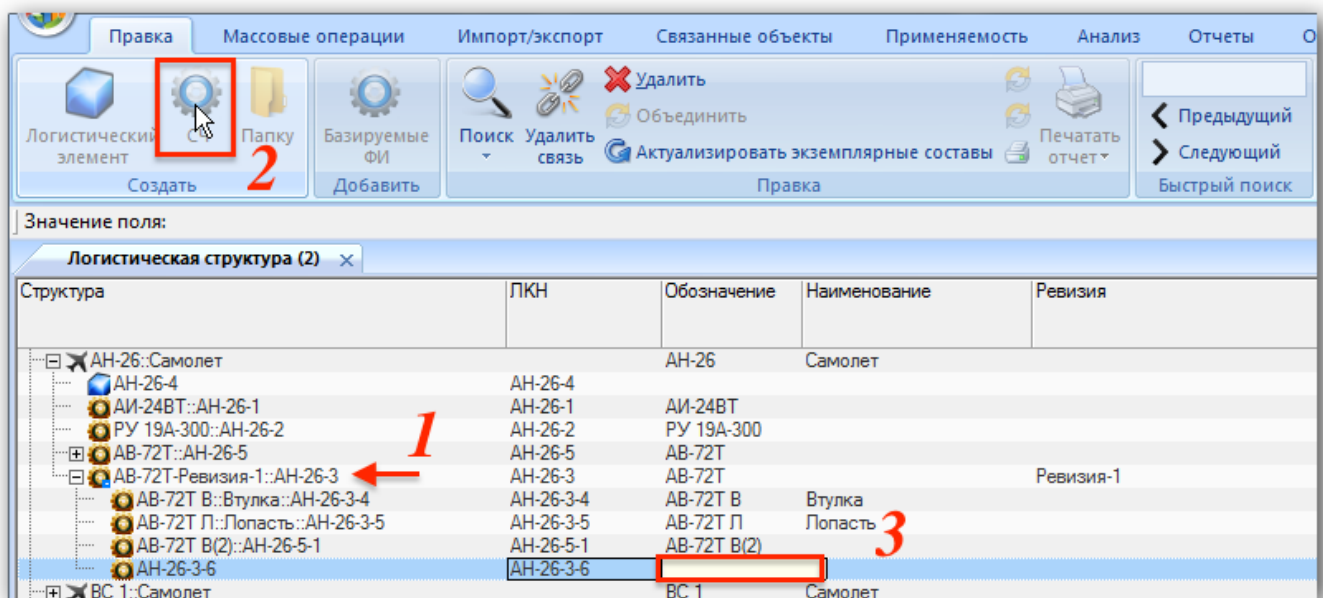 Правка Массовые операции Импорт/экспорт Связанные объекты Применяемость Анализ Отчеты О
Логистический элемент
Папку
Создать
2
Базируемые ФИ
Добавить
Поиск
Удалить связь
Удалить
Объединить
Актуализировать экземплярные составы
Печатать отчет
Правка
Предыдущий
Следующий
Быстрый поиск
Значение поля:
Логистическая структура (2)
Структура ЛКН Обозначение Наименование Ревизия
АН-26::Самолет АН-26 Самолет
АН-26-4 АН-26-4
АИ-24ВТ::АН-26-1 АН-26-1 АИ-24ВТ
РУ 19А-300::АН-26-2 АН-26-2 РУ 19А-300
1
АВ-72Т::АН-26-5 АН-26-5 АВ-72Т
АВ-72Т-Ревизия-1::АН-26-3 АН-26-3 АВ-72Т Ревизия-1
АВ-72Т В::Втулка::АН-26-3-4 АН-26-3-4 АВ-72Т В Втулка
АВ-72Т Л::Лопасть::АН-26-3-5 АН-26-3-5 АВ-72Т Л Лопасть
3
АВ-72Т В(2)::АН-26-5-1 АН-26-5-1 АВ-72Т В(2)
АН-26-3-6 АН-26-3-6
ВС 1::Самолет ВС 1 Самолет